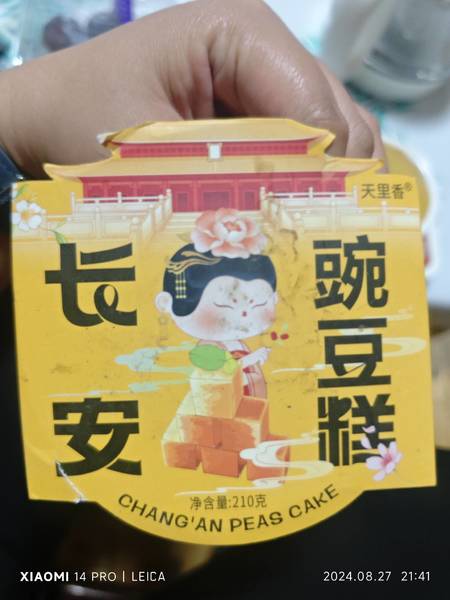 天里香®
长安
豌豆糕
净含量:210克
CHANG'AN PEAS CAKE
XIAOMI 14 PRO | LEICA
2024.08.27 21:41